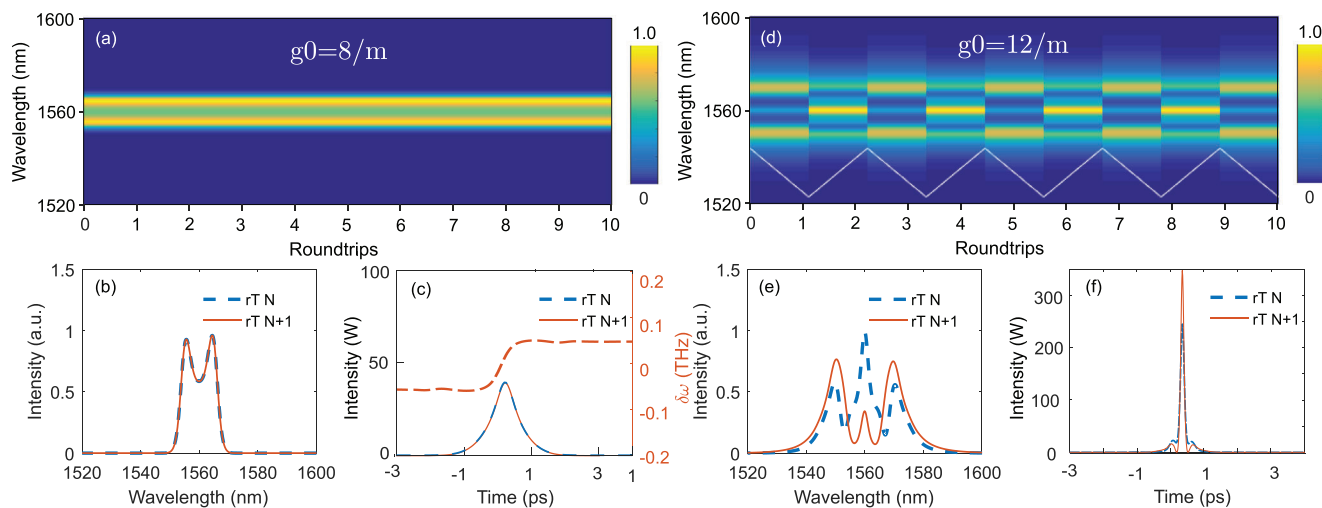 1600
(a)
g0=8/m
1.0
Wavelength (nm)
1560
1520
0
0 1 2 3 4 5 6 7 8 9 10
Roundtrips
1600
(d)
g0=12/m
1.0
Wavelength (nm)
1560
1520
0
0 1 2 3 4 5 6 7 8 9 10
Roundtrips
1.5
(b)
rT N
rT N+1
1
0.5
0
Intensity (a.u.)
1520 1540 1560 1580 1600
Wavelength (nm)
100
(c)
rT N
rT N+1
50
0
Intensity (W)
0.2
0.1
0
-0.1
-0.2
δω (THz)
-3 -1 1 3 1
Time (ps)
1.5
(e)
rT N
rT N+1
1
0.5
0
Intensity (a.u.)
1520 1540 1560 1580 1600
Wavelength (nm)
(f)
rT N
rT N+1
300
200
100
0
Intensity (W)
-3 -1 1 3
Time (ps)